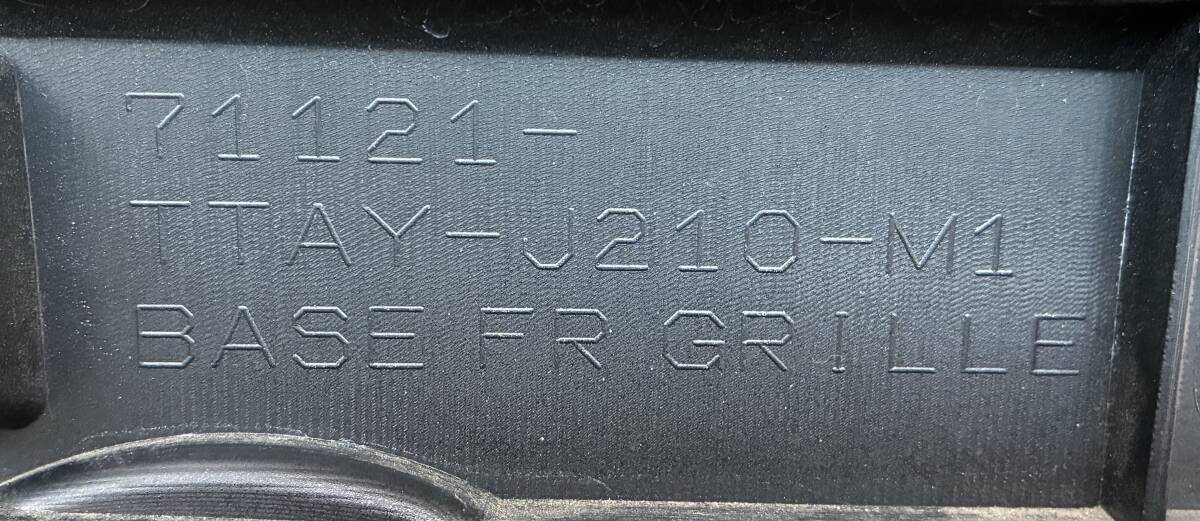 71121-
TTAY-J210-M1
BASE FR GRILLE